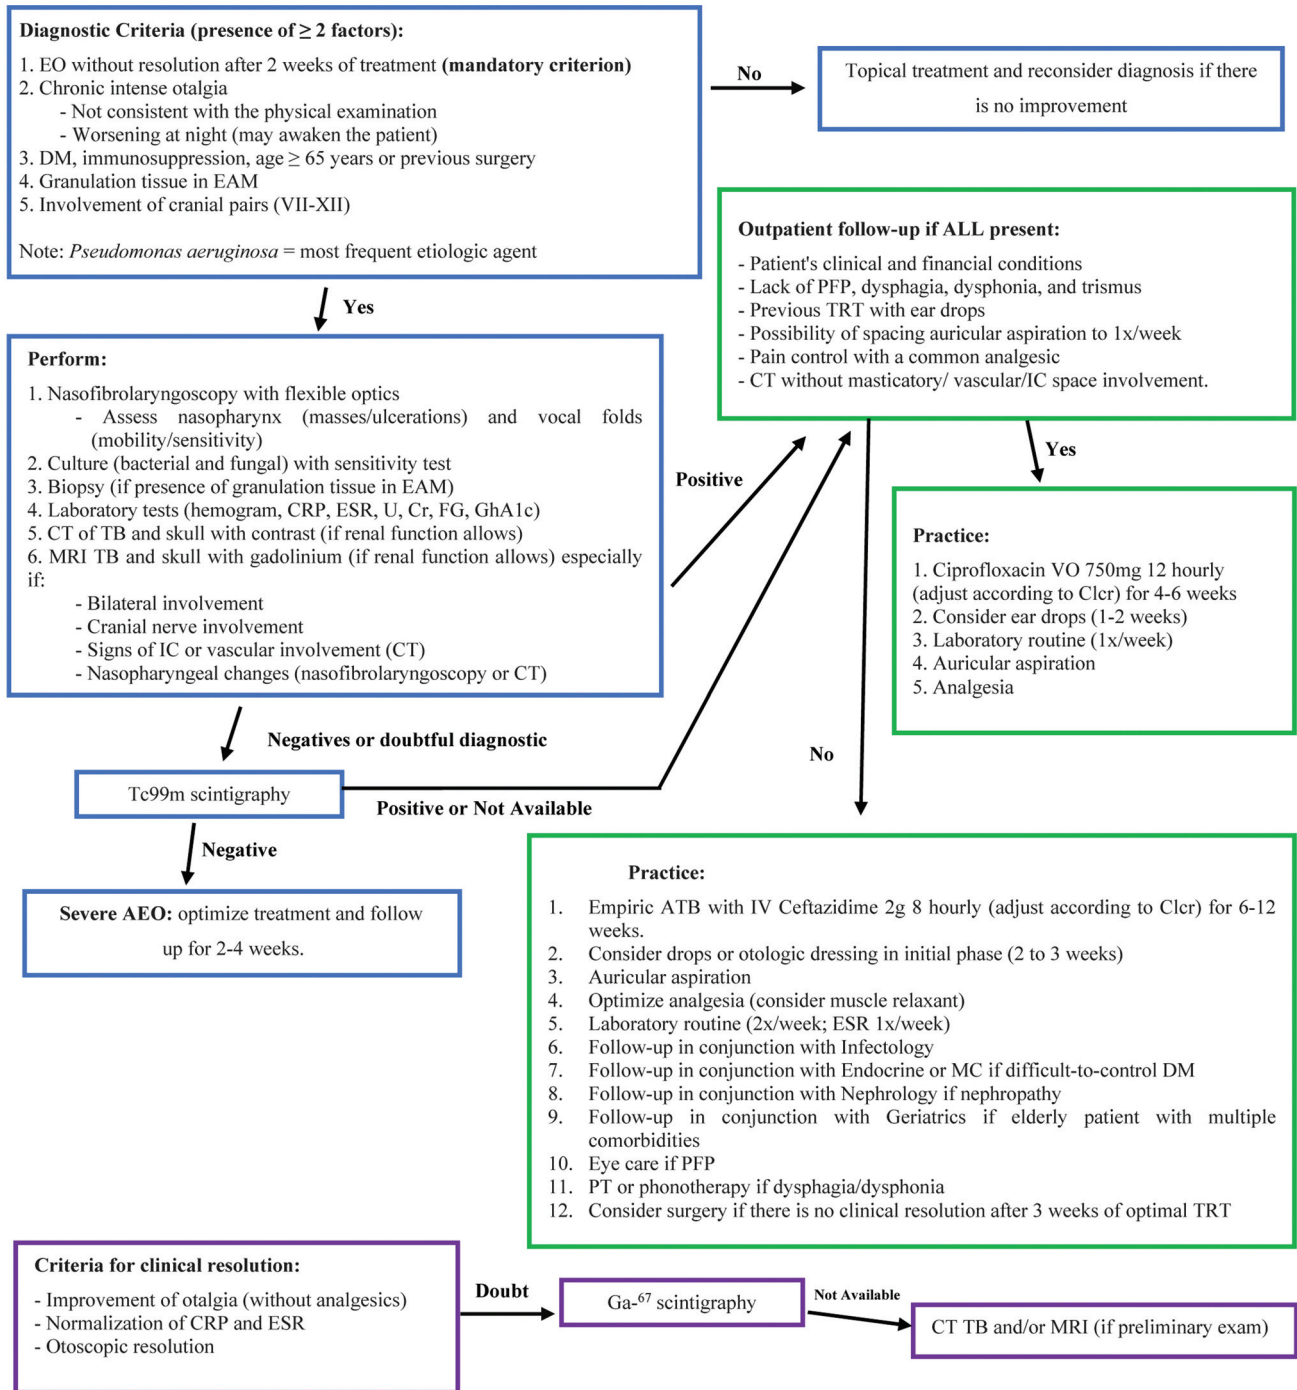 Diagnostic Criteria (presence of ≥ 2 factors):
1. EO without resolution after 2 weeks of treatment (mandatory criterion)
2. Chronic intense otalgia
- Not consistent with the physical examination
- Worsening at night (may awaken the patient)
3. DM, immunosuppression, age ≥ 65 years or previous surgery
4. Granulation tissue in EAM
5. Involvement of cranial pairs (VII-XII)
Note: Pseudomonas aeruginosa = most frequent etiologic agent
No
Topical treatment and reconsider diagnosis if there
is no improvement
Yes
Perform:
1. Nasofibrolaryngoscopy with flexible optics
- Assess nasopharynx (masses/ulcerations) and vocal folds
(mobility/sensitivity)
2. Culture (bacterial and fungal) with sensitivity test
3. Biopsy (if presence of granulation tissue in EAM)
4. Laboratory tests (hemogram, CRP, ESR, U, Cr, FG, GhA1c)
5. CT of TB and skull with contrast (if renal function allows)
6. MRI TB and skull with gadolinium (if renal function allows) especially
if:
- Bilateral involvement
- Cranial nerve involvement
- Signs of IC or vascular involvement (CT)
- Nasopharyngeal changes (nasofibrolaryngoscopy or CT)
Positive
Outpatient follow-up if ALL present:
- Patient's clinical and financial conditions
- Lack of PFP, dysphagia, dysphonia, and trismus
- Previous TRT with ear drops
- Possibility of spacing auricular aspiration to 1x/week
- Pain control with a common analgesic
- CT without masticatory/ vascular/IC space involvement.
Yes
Practice:
1. Ciprofloxacin VO 750mg 12 hourly
(adjust according to Clcr) for 4-6 weeks
2. Consider ear drops (1-2 weeks)
3. Laboratory routine (1x/week)
4. Auricular aspiration
5. Analgesia
Negatives or doubtful diagnostic
Tc99m scintigraphy
Positive or Not Available
No
Negative
Severe AEO: optimize treatment and follow
up for 2-4 weeks.
Practice:
1. Empiric ATB with IV Ceftazidime 2g 8 hourly (adjust according to Clcr) for 6-12
weeks.
2. Consider drops or otologic dressing in initial phase (2 to 3 weeks)
3. Auricular aspiration
4. Optimize analgesia (consider muscle relaxant)
5. Laboratory routine (2x/week; ESR 1x/week)
6. Follow-up in conjunction with Infectology
7. Follow-up in conjunction with Endocrine or MC if difficult-to-control DM
8. Follow-up in conjunction with Nephrology if nephropathy
9. Follow-up in conjunction with Geriatrics if elderly patient with multiple
comorbidities
10. Eye care if PFP
11. PT or phonotherapy if dysphagia/dysphonia
12. Consider surgery if there is no clinical resolution after 3 weeks of optimal TRT
Criteria for clinical resolution:
- Improvement of otalgia (without analgesics)
- Normalization of CRP and ESR
- Otoscopic resolution
Doubt
Ga-⁶⁷ scintigraphy
Not Available
CT TB and/or MRI (if preliminary exam)